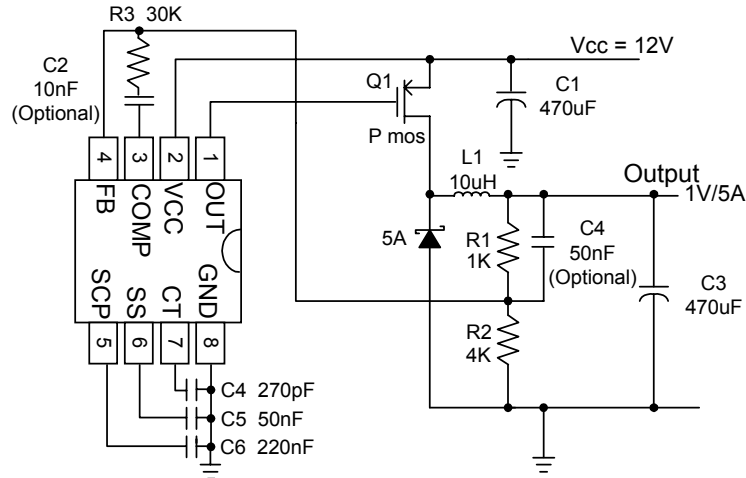 R3 30K
C2
10nF
(Optional)
Q1
P mos
Vcc = 12V
C1
470uF
4
3
2
1
FB
COMP
VCC
OUT
SCP
SS
CT
GND
5
6
7
8
L1
10uH
Output
1V/5A
5A
R1
1K
C4
50nF
(Optional)
C3
470uF
R2
4K
C4 270pF
C5 50nF
C6 220nF